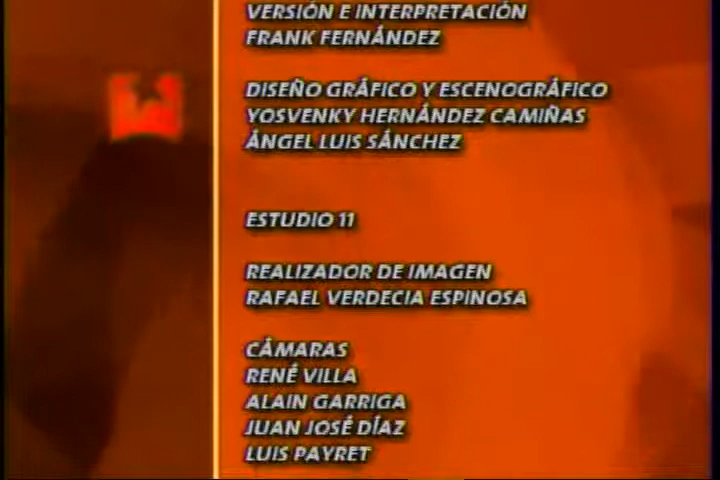 VERSIÓN E INTERPRETACIÓN
FRANK FERNÁNDEZ
DISEÑO GRÁFICO Y ESCENOGRÁFICO
YOSVENKY HERNÁNDEZ CAMIÑAS
ÁNGEL LUIS SÁNCHEZ
ESTUDIO 11
REALIZADOR DE IMAGEN
RAFAEL VERDECIA ESPINOSA
CÁMARAS
RENÉ VILLA
ALAIN GARRIGA
JUAN JOSÉ DÍAZ
LUIS PAYRET